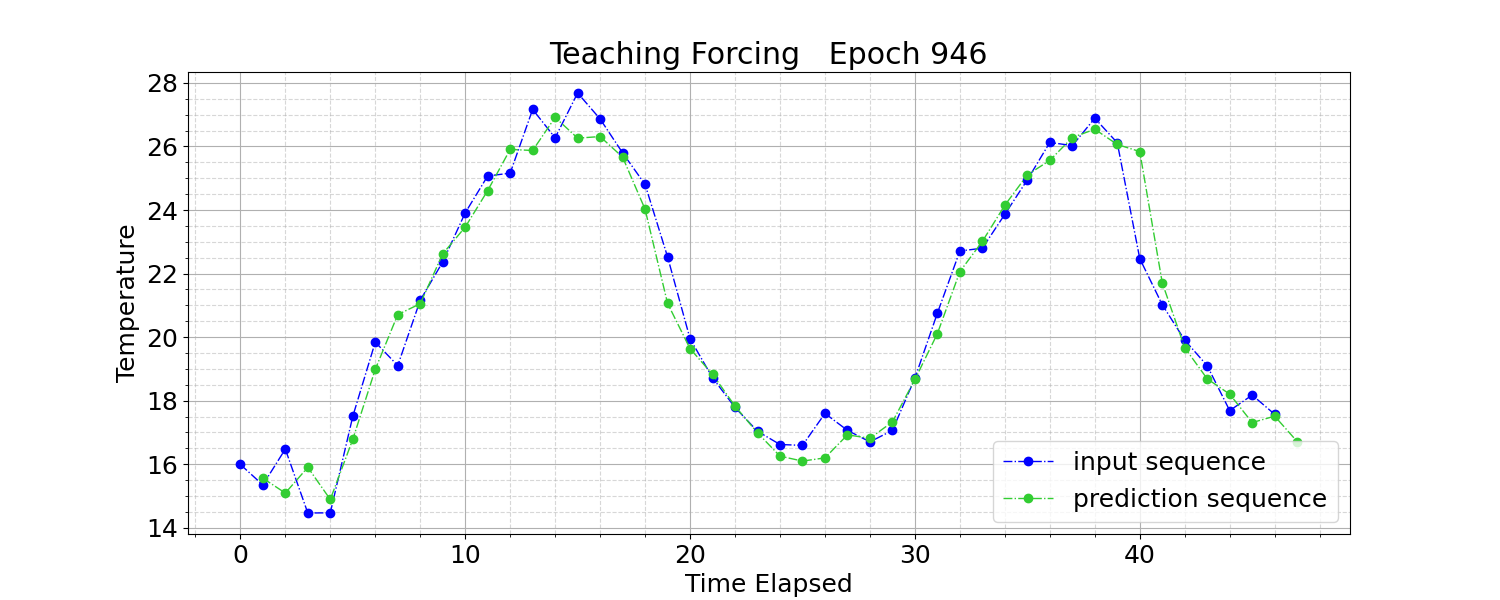 Teaching Forcing   Epoch 946
28
26
24
22
20
18
16
14
Temperature
0 10 20 30 40
Time Elapsed
input sequence
prediction sequence